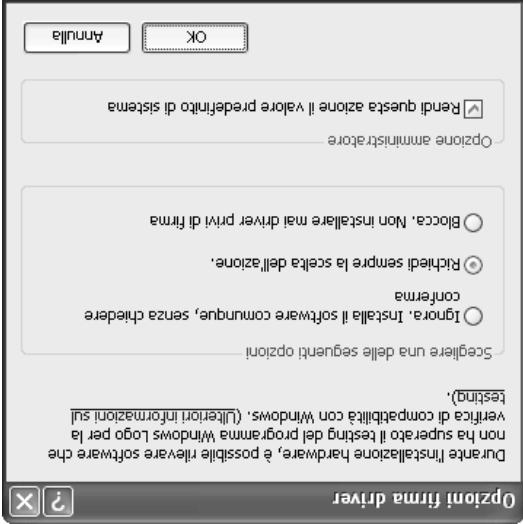 Opzioni firma driver
Durante l'installazione hardware, è possibile rilevare software che
non ha superato il testing del programma Windows Logo per la
verifica di compatibilità con Windows. (Ulteriori informazioni sul
testing).
Scegliere una delle seguenti opzioni
Ignora. Installa il software comunque, senza chiedere
conferma
Richiedi sempre la scelta dell'azione.
Blocca. Non installare mai driver privi di firma
Opzione amministratore
Rendi questa azione il valore predefinito di sistema
OK
Annulla